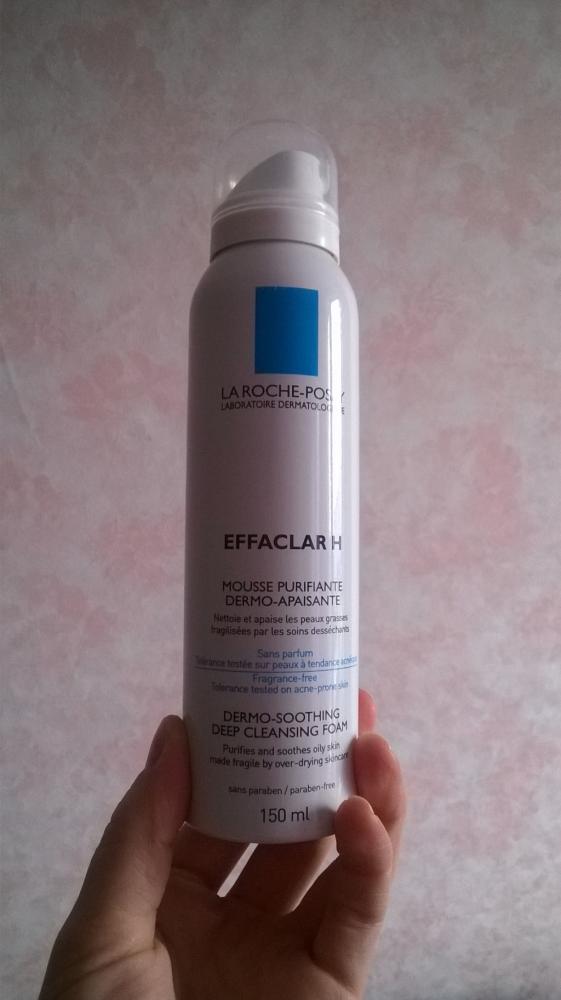 LA ROCHE-POSAY
LABORATOIRE DERMATOLOGIQUE
EFFACLAR H
MOUSSE PURIFIANTE
DERMO-APAISANTE
Nettoie et apaise les peaux grasses
fragilisées par les soins desséchants
Sans parfum
Tolérance testée sur peaux à tendance acnéique
Fragrance-free
Tolerance tested on acne-prone skin
DERMO-SOOTHING
DEEP CLEANSING FOAM
Purifies and soothes oily skin
made fragile by over-drying skincare
sans paraben / paraben-free
150 ml